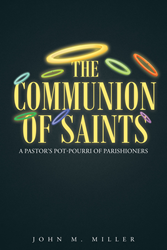 THE
COMMUNION
OF SAINTS
A PASTOR'S POT-POURRI OF PARISHIONERS
JOHN M. MILLER